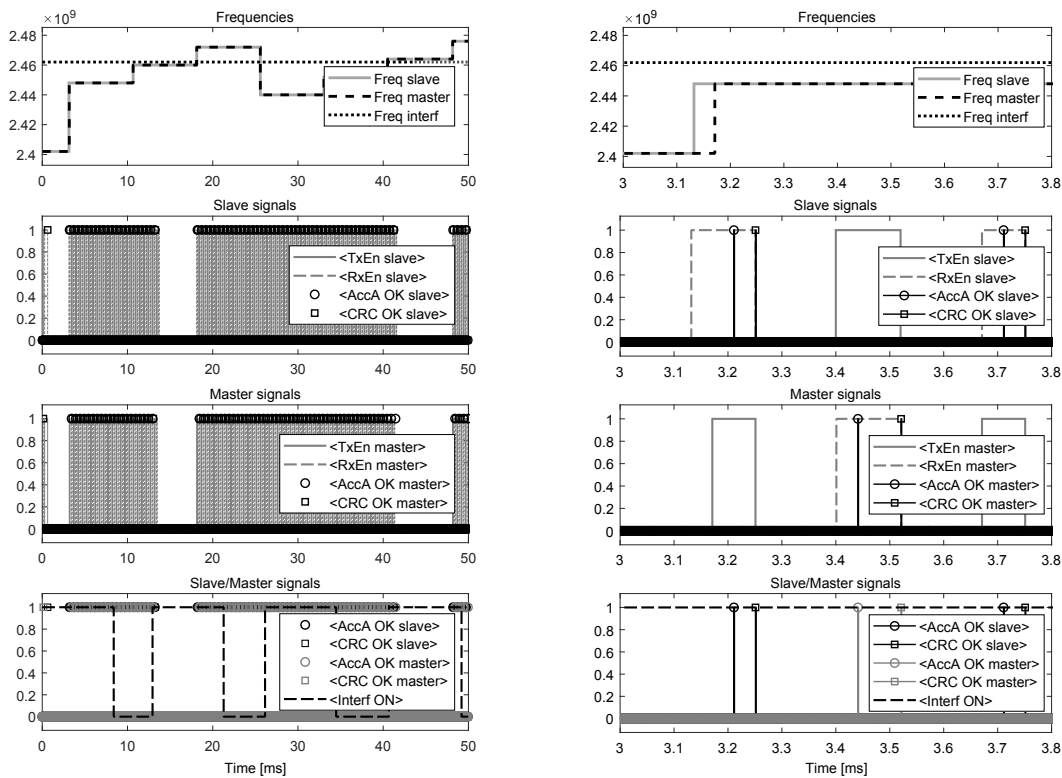 ×10⁹
Frequencies
2.48
2.46
2.44
2.42
2.4
Freq slave
Freq master
Freq interf
0 10 20 30 40 50
Slave signals
1
0.8
0.6
0.4
0.2
0
<TxEn slave>
<RxEn slave>
<AccA OK slave>
<CRC OK slave>
0 10 20 30 40 50
Master signals
1
0.8
0.6
0.4
0.2
0
<TxEn master>
<RxEn master>
<AccA OK master>
<CRC OK master>
0 10 20 30 40 50
Slave/Master signals
1
0.8
0.6
0.4
0.2
0
<AccA OK slave>
<CRC OK slave>
<AccA OK master>
<CRC OK master>
<Interf ON>
0 10 20 30 40 50
Time [ms]
×10⁹
Frequencies
2.48
2.46
2.44
2.42
2.4
Freq slave
Freq master
Freq interf
3 3.1 3.2 3.3 3.4 3.5 3.6 3.7 3.8
Slave signals
1
0.8
0.6
0.4
0.2
0
<TxEn slave>
<RxEn slave>
<AccA OK slave>
<CRC OK slave>
3 3.1 3.2 3.3 3.4 3.5 3.6 3.7 3.8
Master signals
1
0.8
0.6
0.4
0.2
0
<TxEn master>
<RxEn master>
<AccA OK master>
<CRC OK master>
3 3.1 3.2 3.3 3.4 3.5 3.6 3.7 3.8
Slave/Master signals
1
0.8
0.6
0.4
0.2
0
<AccA OK slave>
<CRC OK slave>
<AccA OK master>
<CRC OK master>
<Interf ON>
3 3.1 3.2 3.3 3.4 3.5 3.6 3.7 3.8
Time [ms]